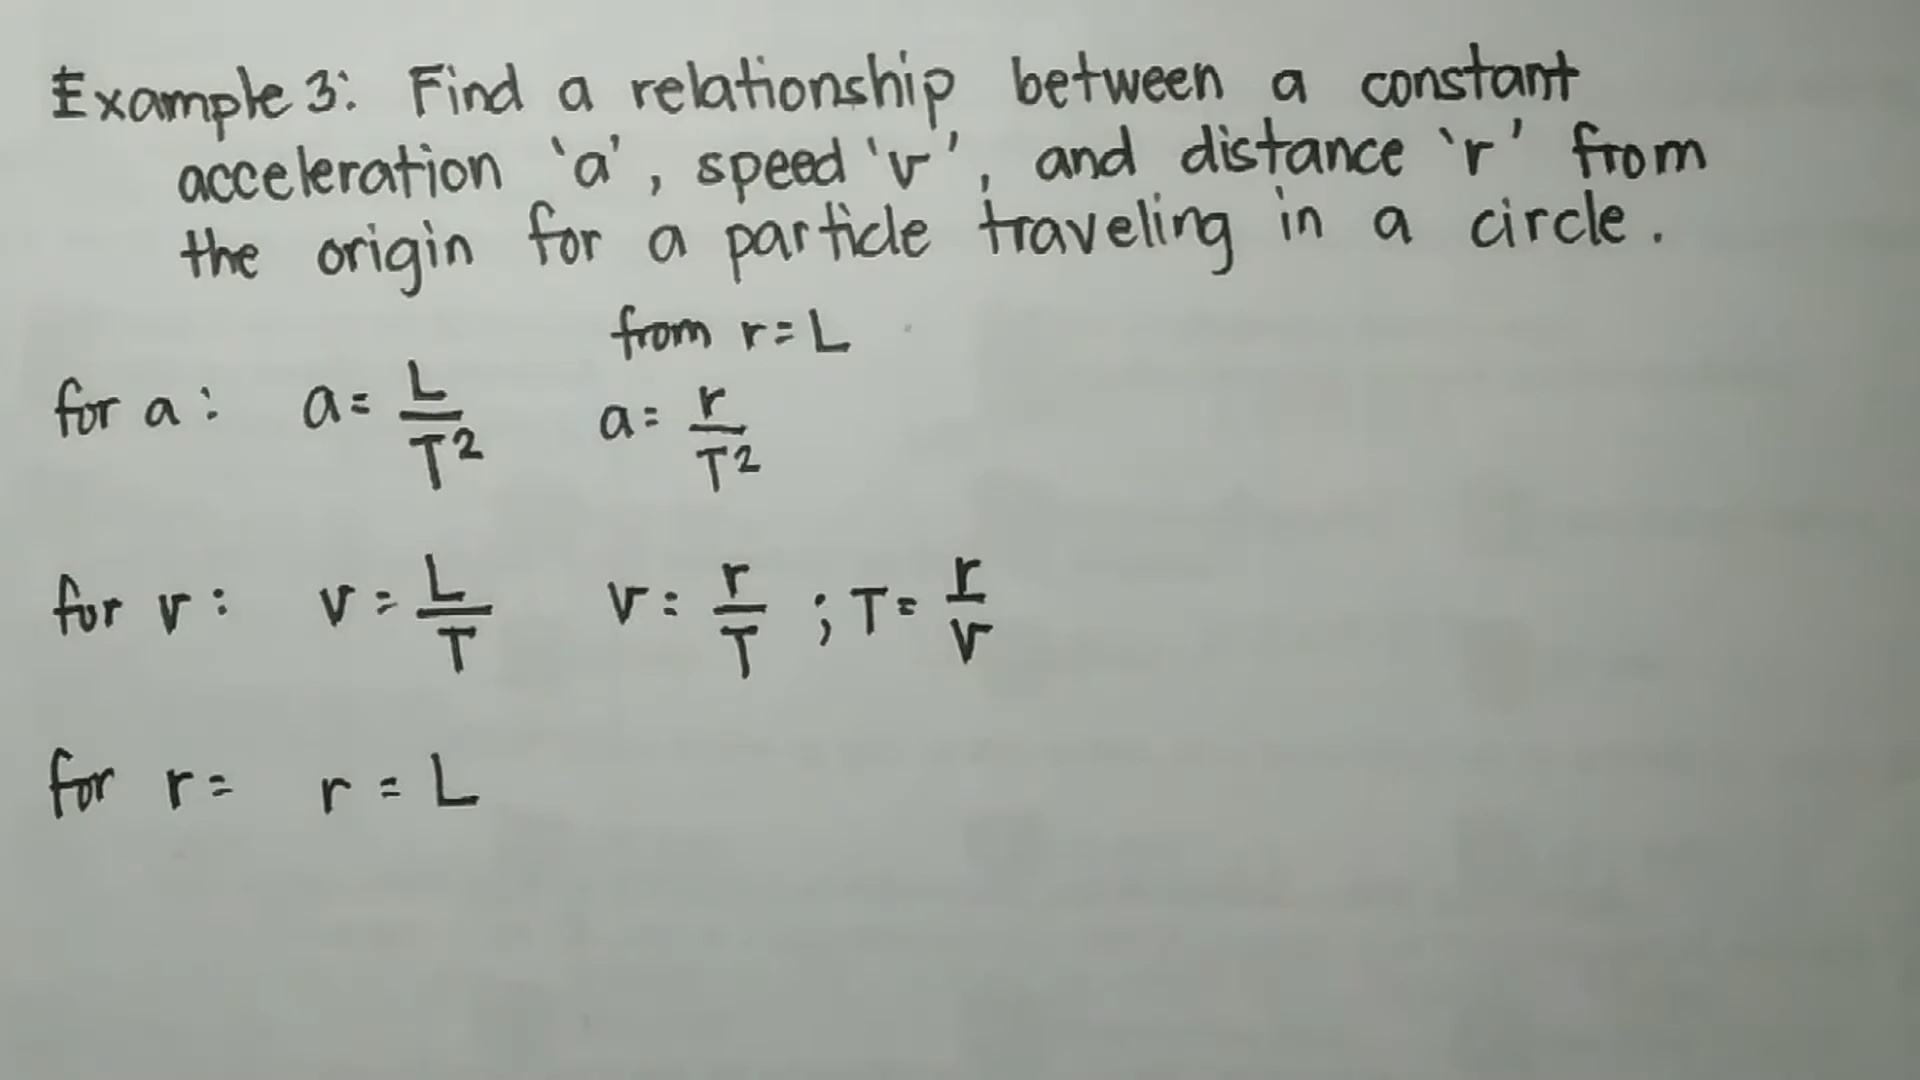 Example 3: Find a relationship between a constant
acceleration 'a', speed 'v', and distance 'r' from
the origin for a particle traveling in a circle.
from r = L
for a: a = L/T² a = r/T²
for v: v = L/T v = r/T ; T = r/v
for r = r = L